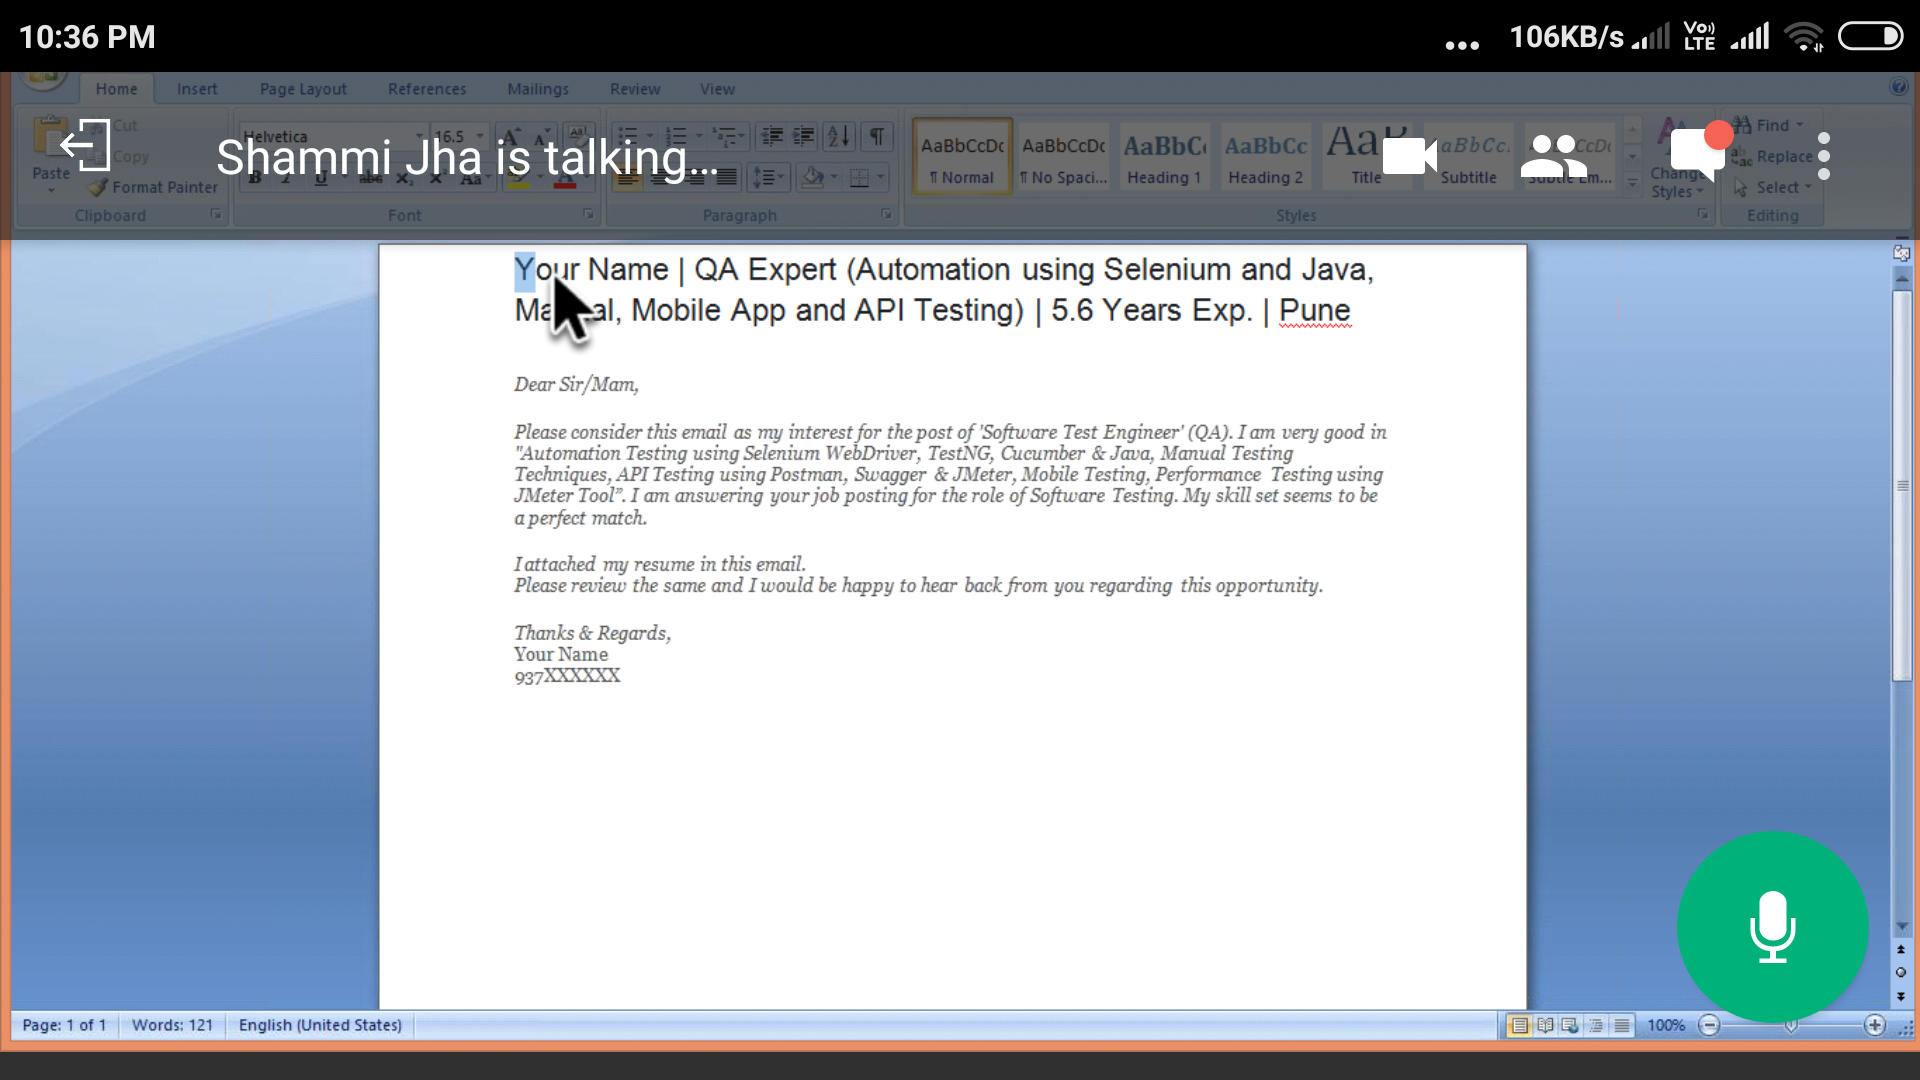 10:36 PM
... 106KB/s Vo)) LTE
Home Insert Page Layout References Mailings Review View
Cut
Helvetica 16.5
AaBbCcDc AaBbCcDc AaBbC AaBbCc AaB AaBbCc. AaBbCcDc
Find
Copy
Shammi Jha is talking...
Replace
Paste
Format Painter
B I U abc X X Aa A
¶ Normal ¶ No Spaci... Heading 1 Heading 2 Title Subtitle Subtle Em...
Change Styles
Select
Clipboard Font Paragraph Styles Editing
Your Name | QA Expert (Automation using Selenium and Java,
Manual, Mobile App and API Testing) | 5.6 Years Exp. | Pune
Dear Sir/Mam,
Please consider this email as my interest for the post of 'Software Test Engineer' (QA). I am very good in
"Automation Testing using Selenium WebDriver, TestNG, Cucumber & Java, Manual Testing
Techniques, API Testing using Postman, Swagger & JMeter, Mobile Testing, Performance Testing using
JMeter Tool”. I am answering your job posting for the role of Software Testing. My skill set seems to be
a perfect match.
I attached my resume in this email.
Please review the same and I would be happy to hear back from you regarding this opportunity.
Thanks & Regards,
Your Name
937XXXXXX
Page: 1 of 1 Words: 121 English (United States) 100%